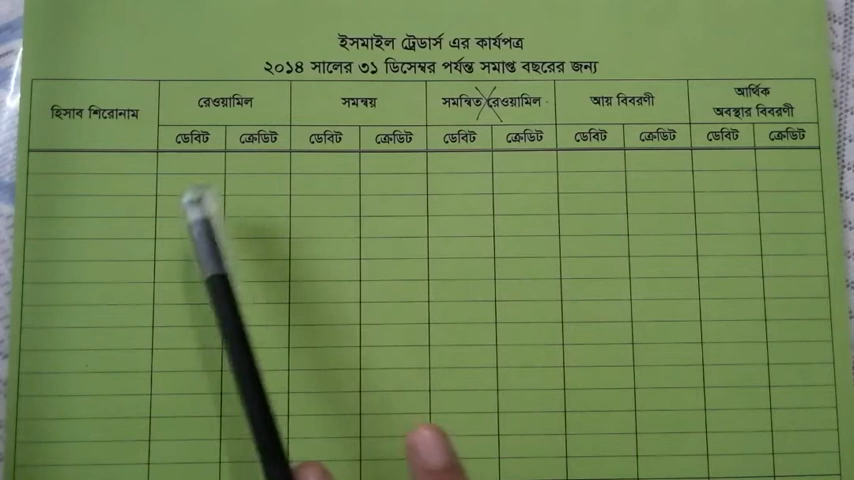 ইসমাইল ট্রেডার্স এর কার্যপত্র
২০১৪ সালের ৩১ ডিসেম্বর পর্যন্ত সমাপ্ত বছরের জন্য
হিসাব শিরোনাম রেওয়ামিল সমন্বয় সমন্বিত রেওয়ামিল আয় বিবরণী আর্থিক অবস্থার বিবরণী
ডেবিট ক্রেডিট ডেবিট ক্রেডিট ডেবিট ক্রেডিট ডেবিট ক্রেডিট ডেবিট ক্রেডিট